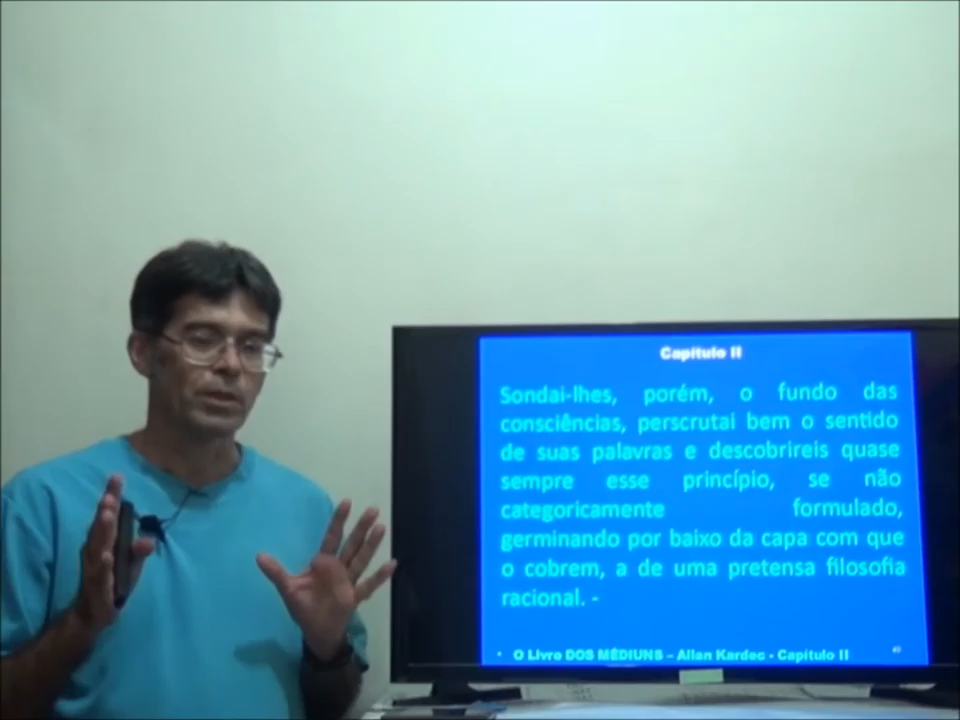 Capítulo II
Sondai-lhes, porém, o fundo das
consciências, perscrutai bem o sentido
de suas palavras e descobrireis quase
sempre esse princípio, se não
categoricamente formulado,
germinando por baixo da capa com que
o cobrem, a de uma pretensa filosofia
racional. -
• O Livro DOS MÉDIUNS – Allan Kardec - Capítulo II